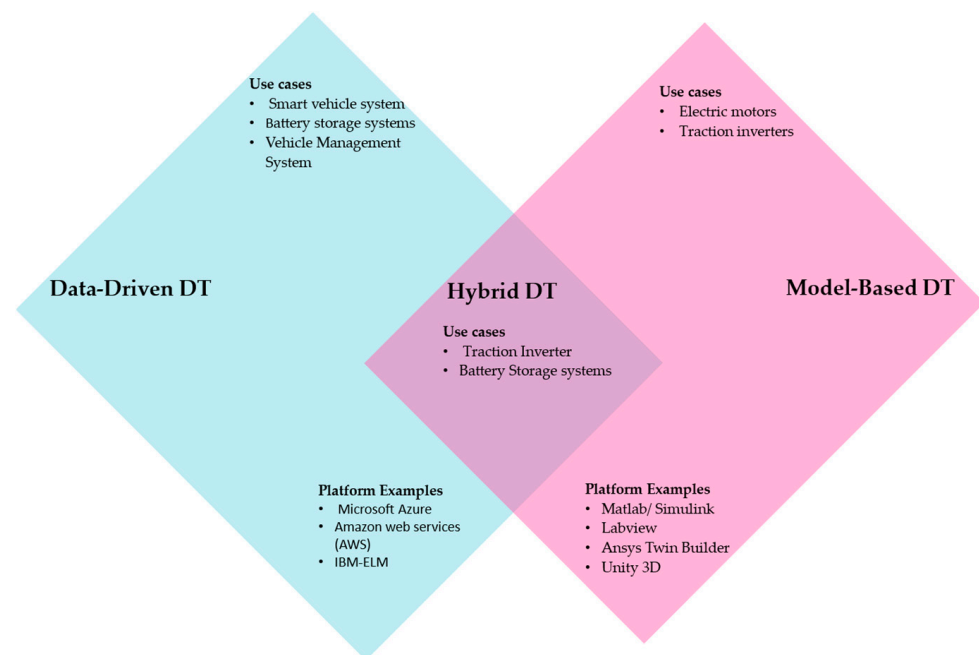 Use cases
• Smart vehicle system
• Battery storage systems
• Vehicle Management
System
Data-Driven DT
Platform Examples
• Microsoft Azure
• Amazon web services
(AWS)
• IBM-ELM
Hybrid DT
Use cases
• Traction Inverter
• Battery Storage systems
Use cases
• Electric motors
• Traction inverters
Model-Based DT
Platform Examples
• Matlab/ Simulink
• Labview
• Ansys Twin Builder
• Unity 3D